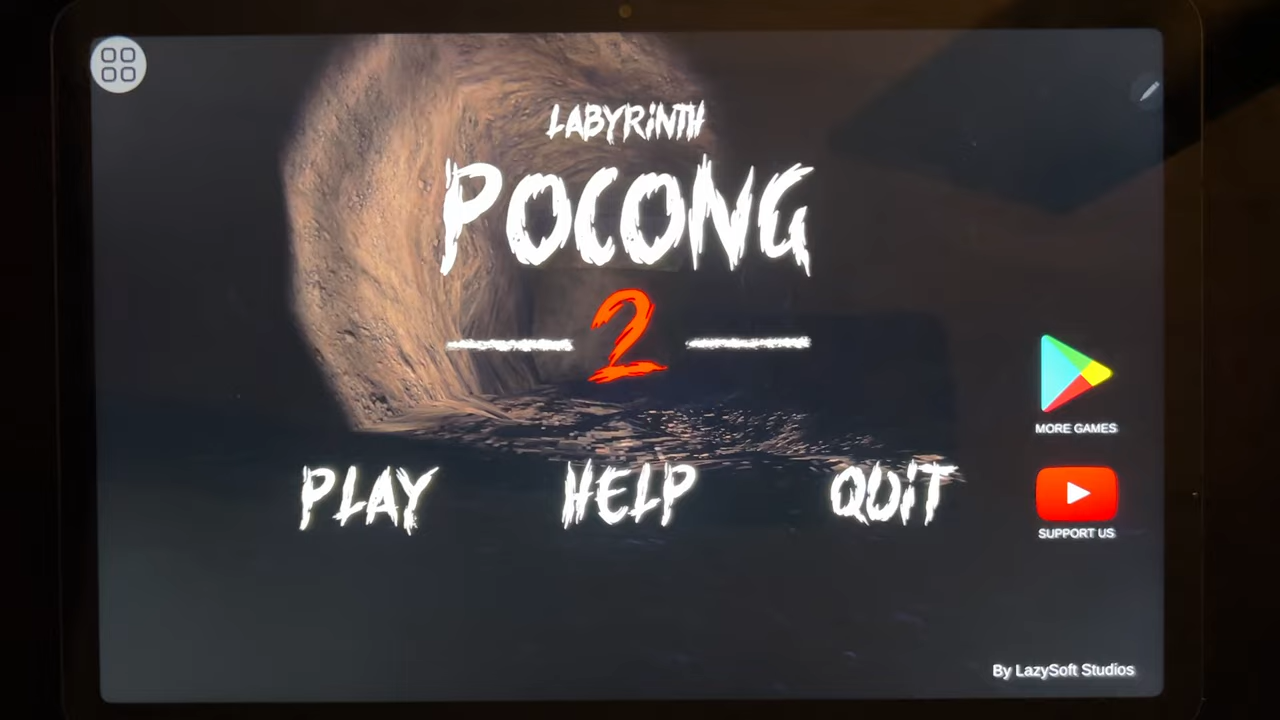 LABYRiNTH
POCONG
2
PLAY
HELP
QUiT
MORE GAMES
SUPPORT US
By LazySoft Studios